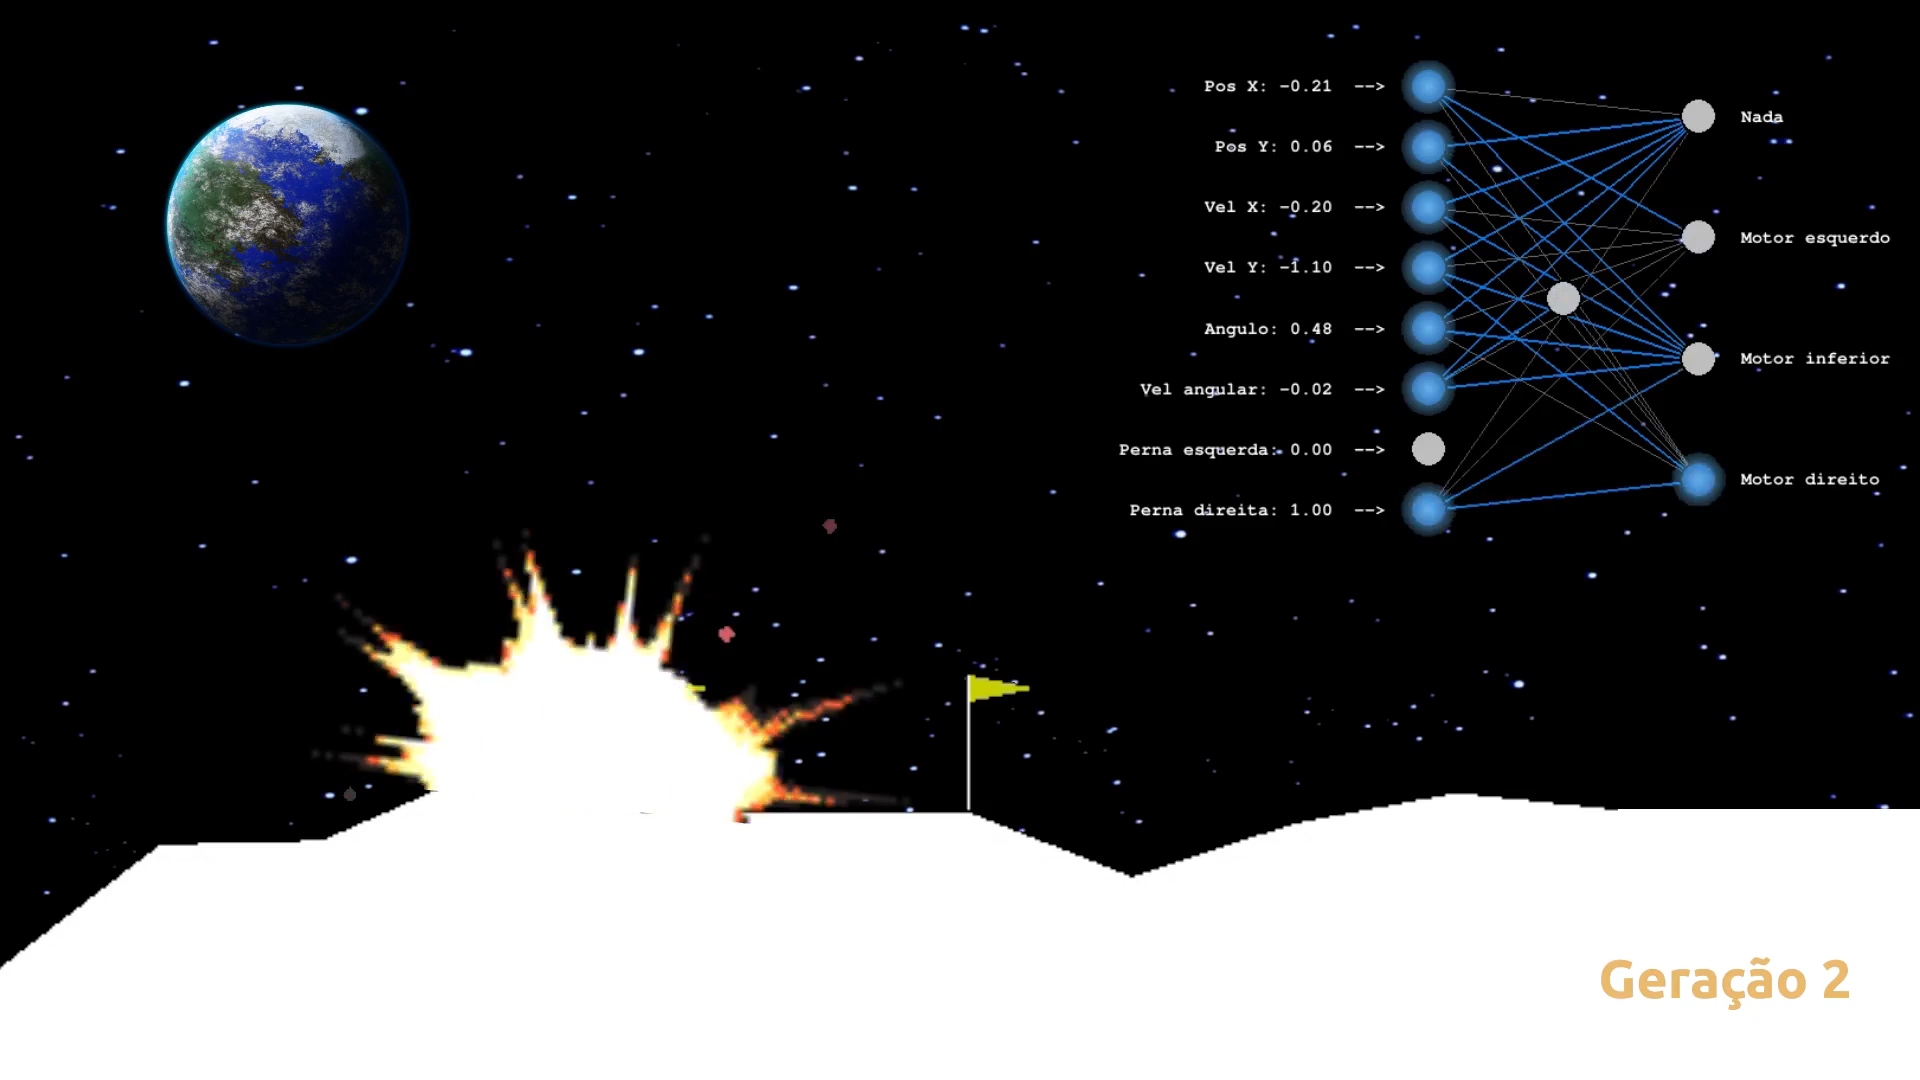 Pos X: -0.21 -->
Pos Y: 0.06 -->
Vel X: -0.20 -->
Vel Y: -1.10 -->
Angulo: 0.48 -->
Vel angular: -0.02 -->
Perna esquerda: 0.00 -->
Perna direita: 1.00 -->
Nada
Motor esquerdo
Motor inferior
Motor direito
Geração 2